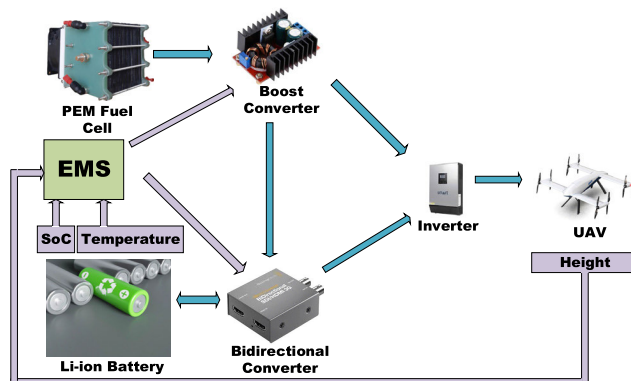 PEM Fuel
Cell
Boost
Converter
EMS
SoC
Temperature
Inverter
UAV
Height
Li-ion Battery
Bidirectional
Converter